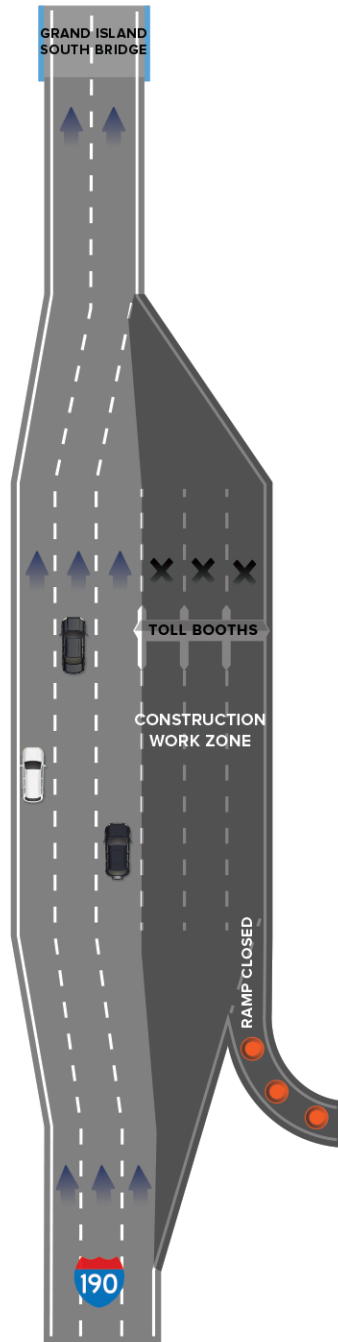 GRAND ISLAND
SOUTH BRIDGE
TOLL BOOTHS
CONSTRUCTION
WORK ZONE
RAMP CLOSED
190